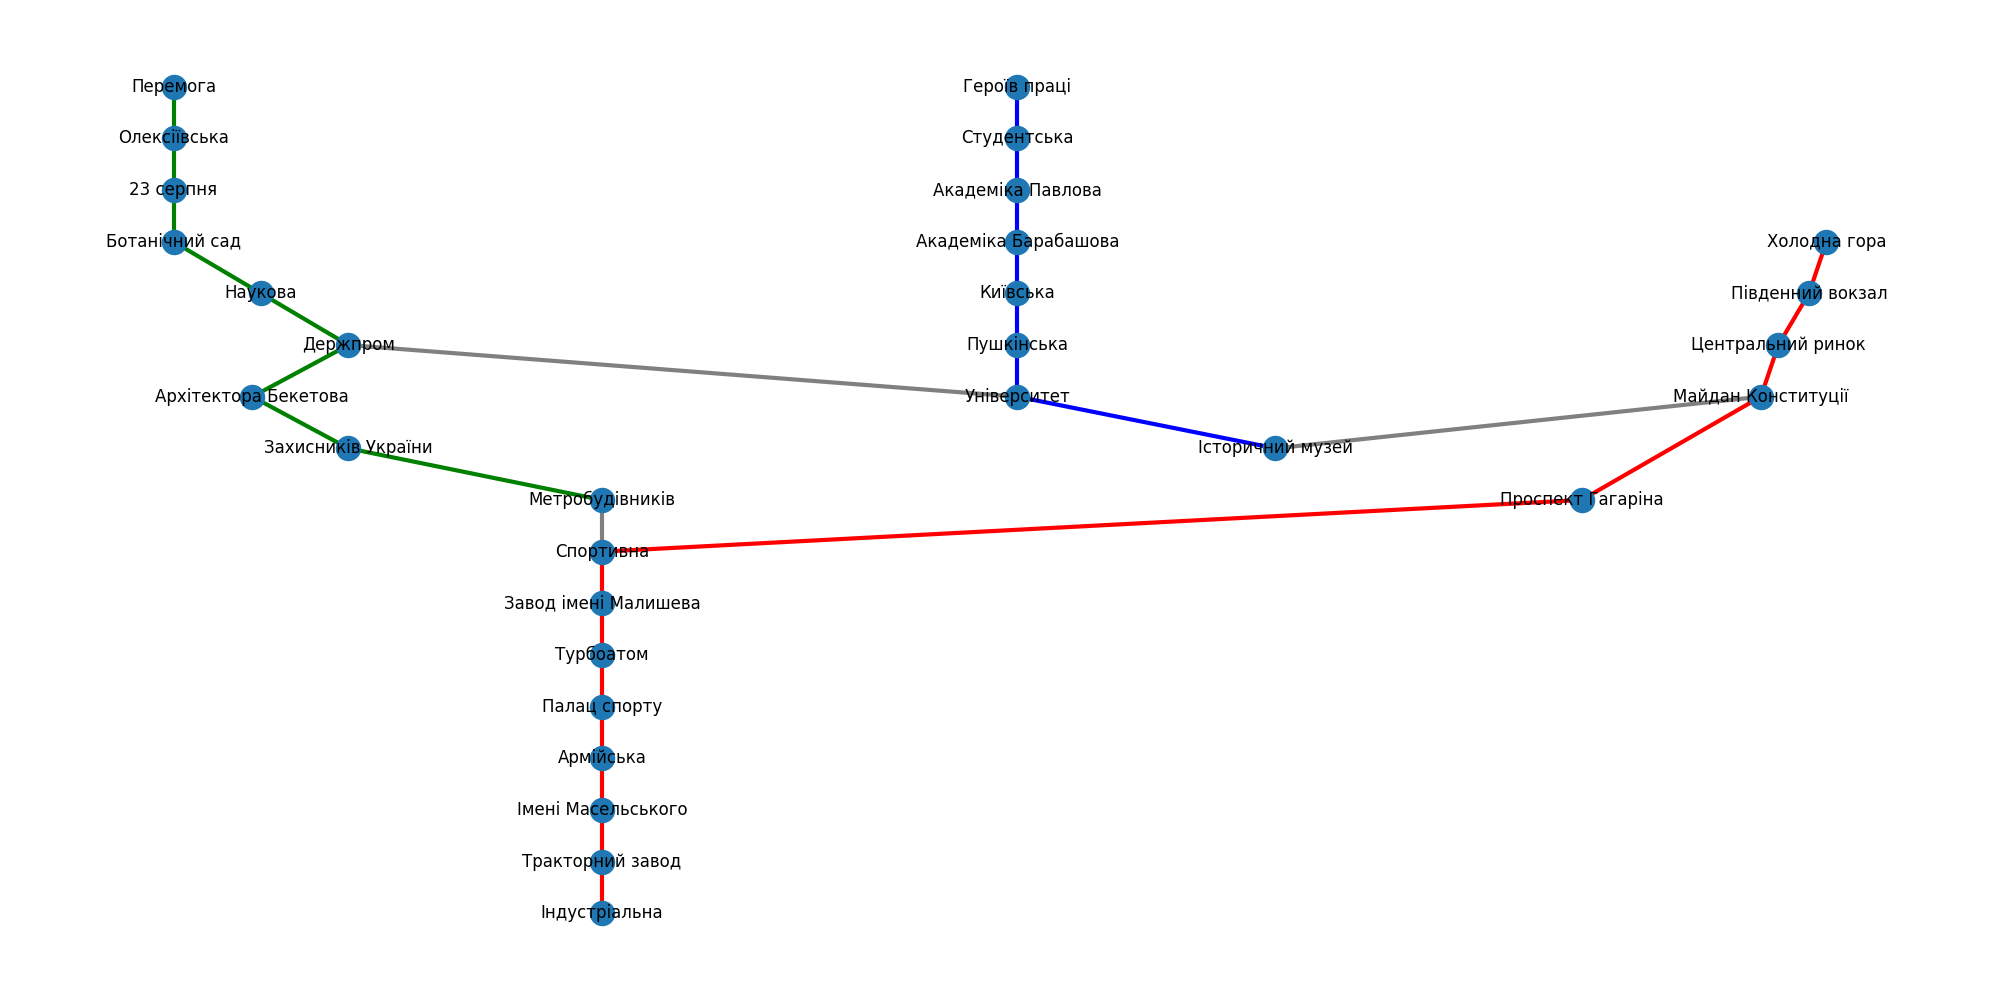 Перемога
Героїв праці
Олексіївська
Студентська
23 серпня
Академіка Павлова
Ботанічний сад
Академіка Барабашова
Холодна гора
Наукова
Київська
Південний вокзал
Держпром
Пушкінська
Центральний ринок
Архітектора Бекетова
Університет
Майдан Конституції
Захисників України
Історичний музей
Метробудівників
Проспект Гагаріна
Спортивна
Завод імені Малишева
Турбоатом
Палац спорту
Армійська
Імені Масельського
Тракторний завод
Індустріальна